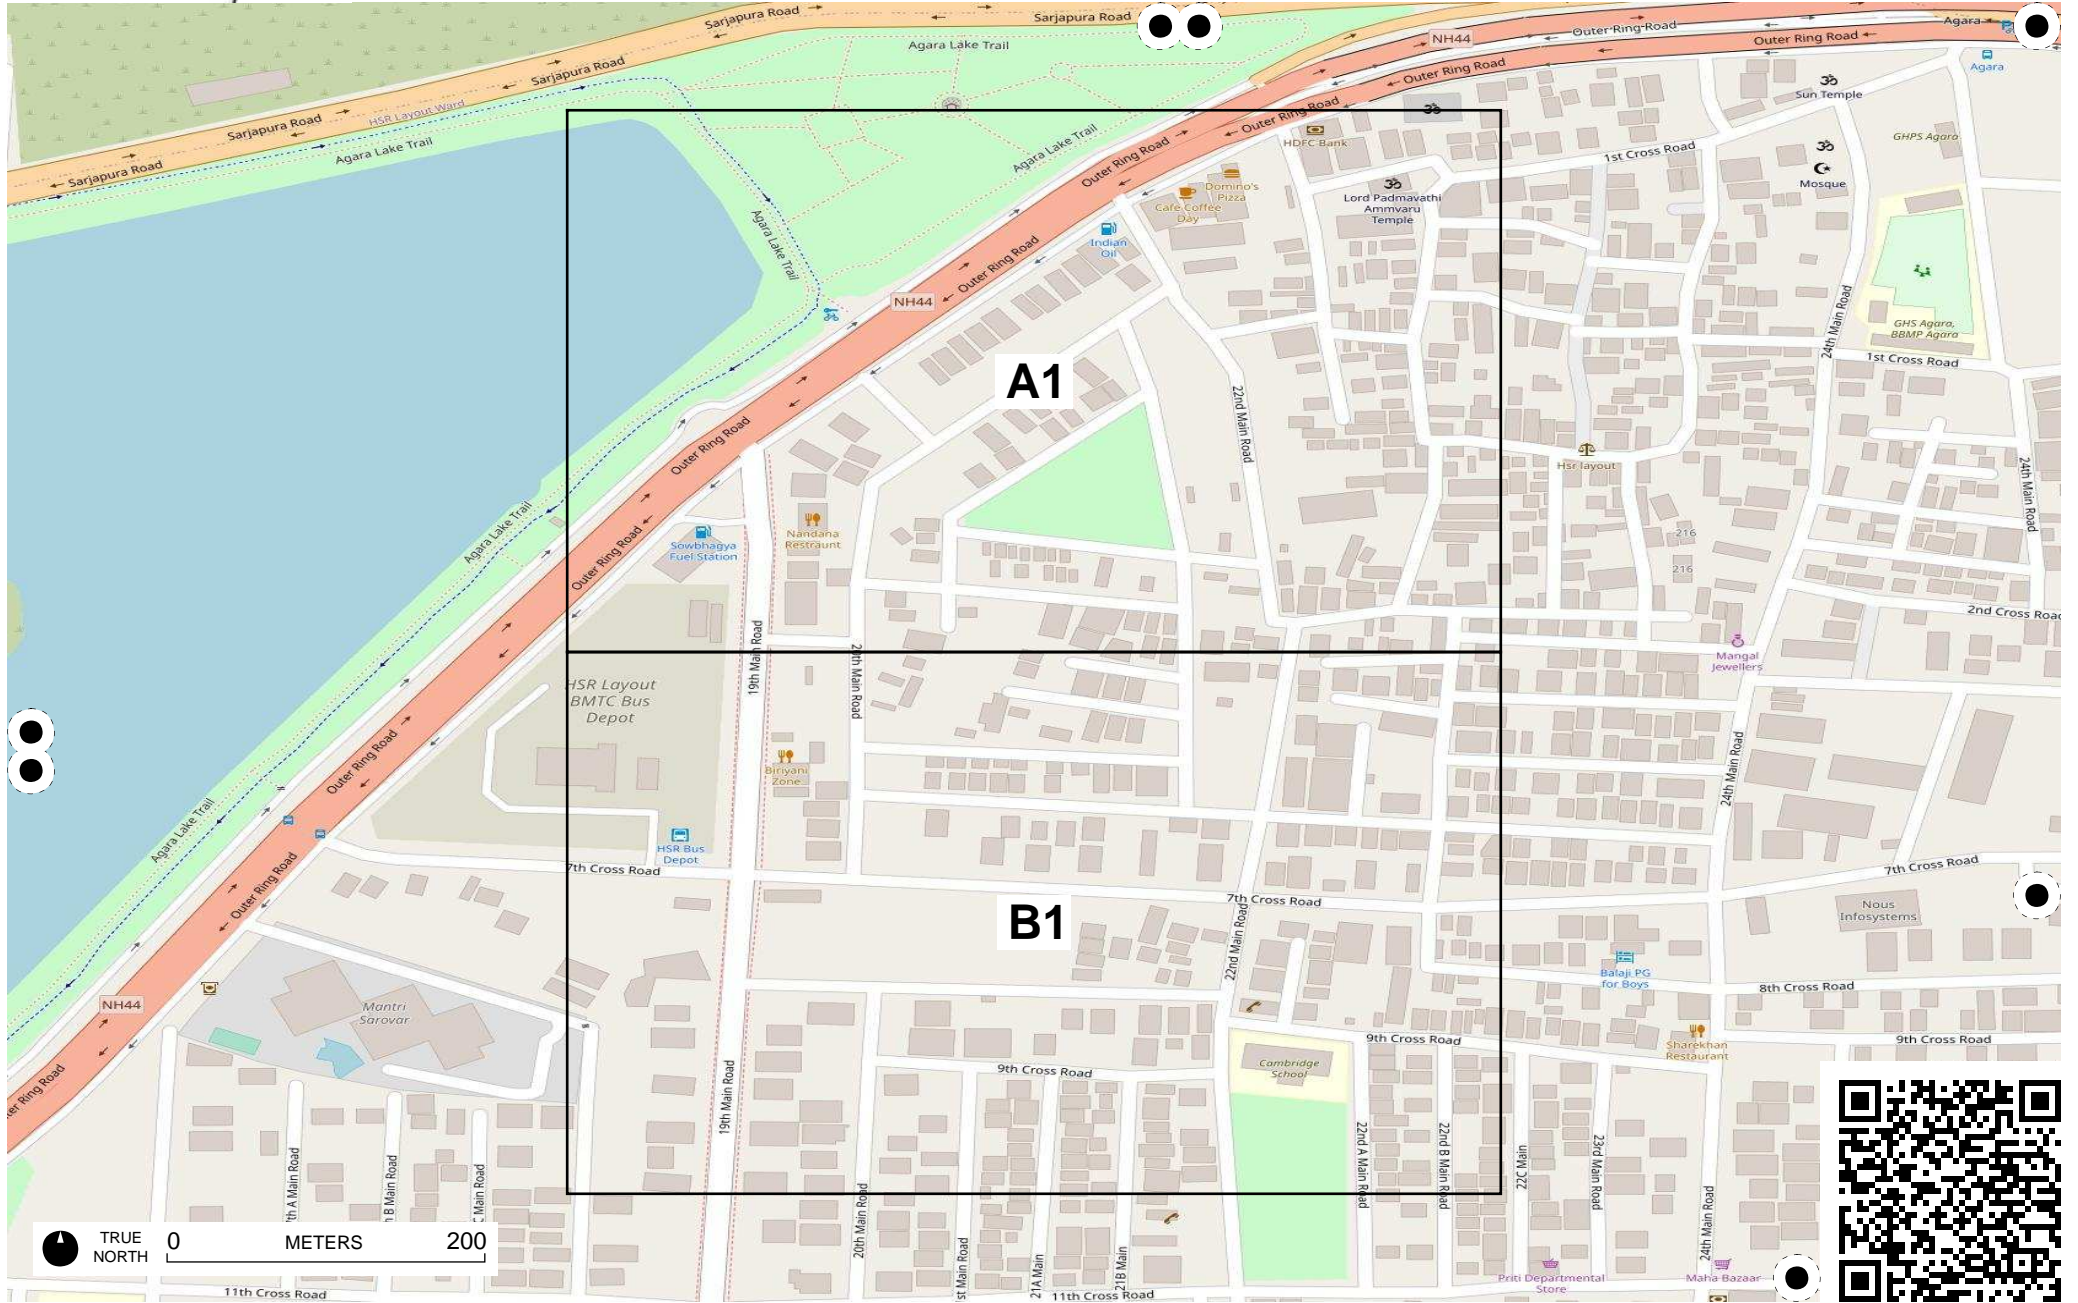 Sarjapura Road
Sarjapura Road
Agara Lake Trail
NH44
Outer Ring Road
Outer Ring Road
Agara
Agara
Outer Ring Road
Sarjapura Road
HSR Layout Ward
Sarjapura Road
Agara Lake Trail
Sarjapura Road
Outer Ring Road
HDFC Bank
Agara Lake Trail
Outer Ring Road
Sun Temple
GHPS Agara
1st Cross Road
Mosque
Lord Padmavathi
Ammvaru
Temple
Domino's
Pizza
Cafe Coffee
Day
Indian
Oil
Agara Lake Trail
Outer Ring Road
NH44
24th Main Road
GHS Agara,
BBMP Agara
1st Cross Road
A1
22nd Main Road
Outer Ring Road
Hsr layout
24th Main Road
Agara Lake Trail
Nandana
Restraunt
Sowbhagya
Fuel Station
Outer Ring Road
216
216
2nd Cross Road
19th Main Road
20th Main Road
Mangal
Jewellers
HSR Layout
BMTC Bus
Depot
Outer Ring Road
Biriyani
Zone
24th Main Road
Agara Lake Trail
HSR Bus
Depot
7th Cross Road
7th Cross Road
7th Cross Road
Outer Ring Road
B1
Nous
Infosystems
22nd Main Road
Balaji PG
for Boys
8th Cross Road
NH44
Mantri
Sarovar
9th Cross Road
Sharekhan
Restaurant
9th Cross Road
Cambridge
School
9th Cross Road
19th Main Road
er Ring Road
22nd A Main Road
22nd B Main Road
22C Main
23rd Main Road
24th Main Road
7th A Main Road
B Main Road
C Main Road
20th Main Road
st Main Road
21A Main
21B Main
TRUE
NORTH
0 METERS 200
11th Cross Road
11th Cross Road
Priti Departmental
Store
Maha Bazaar